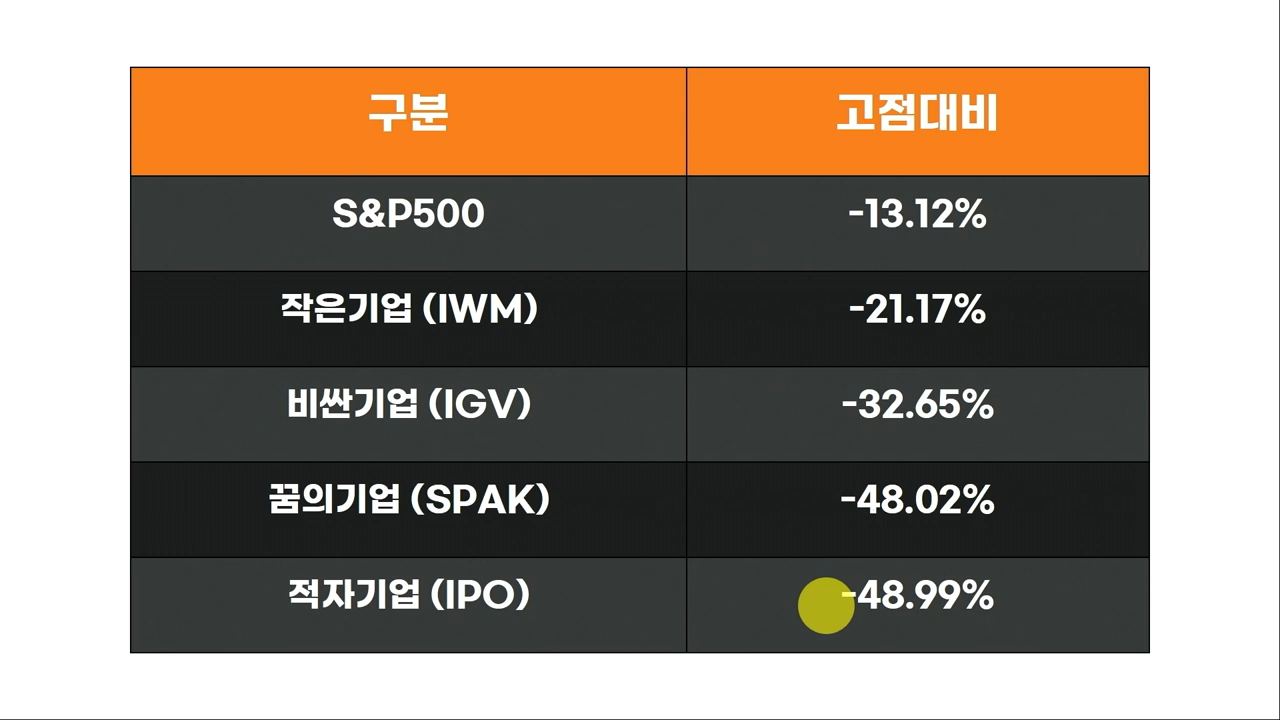 구분 고점대비
S&P500 -13.12%
작은기업 (IWM) -21.17%
비싼기업 (IGV) -32.65%
꿈의기업 (SPAK) -48.02%
적자기업 (IPO) -48.99%